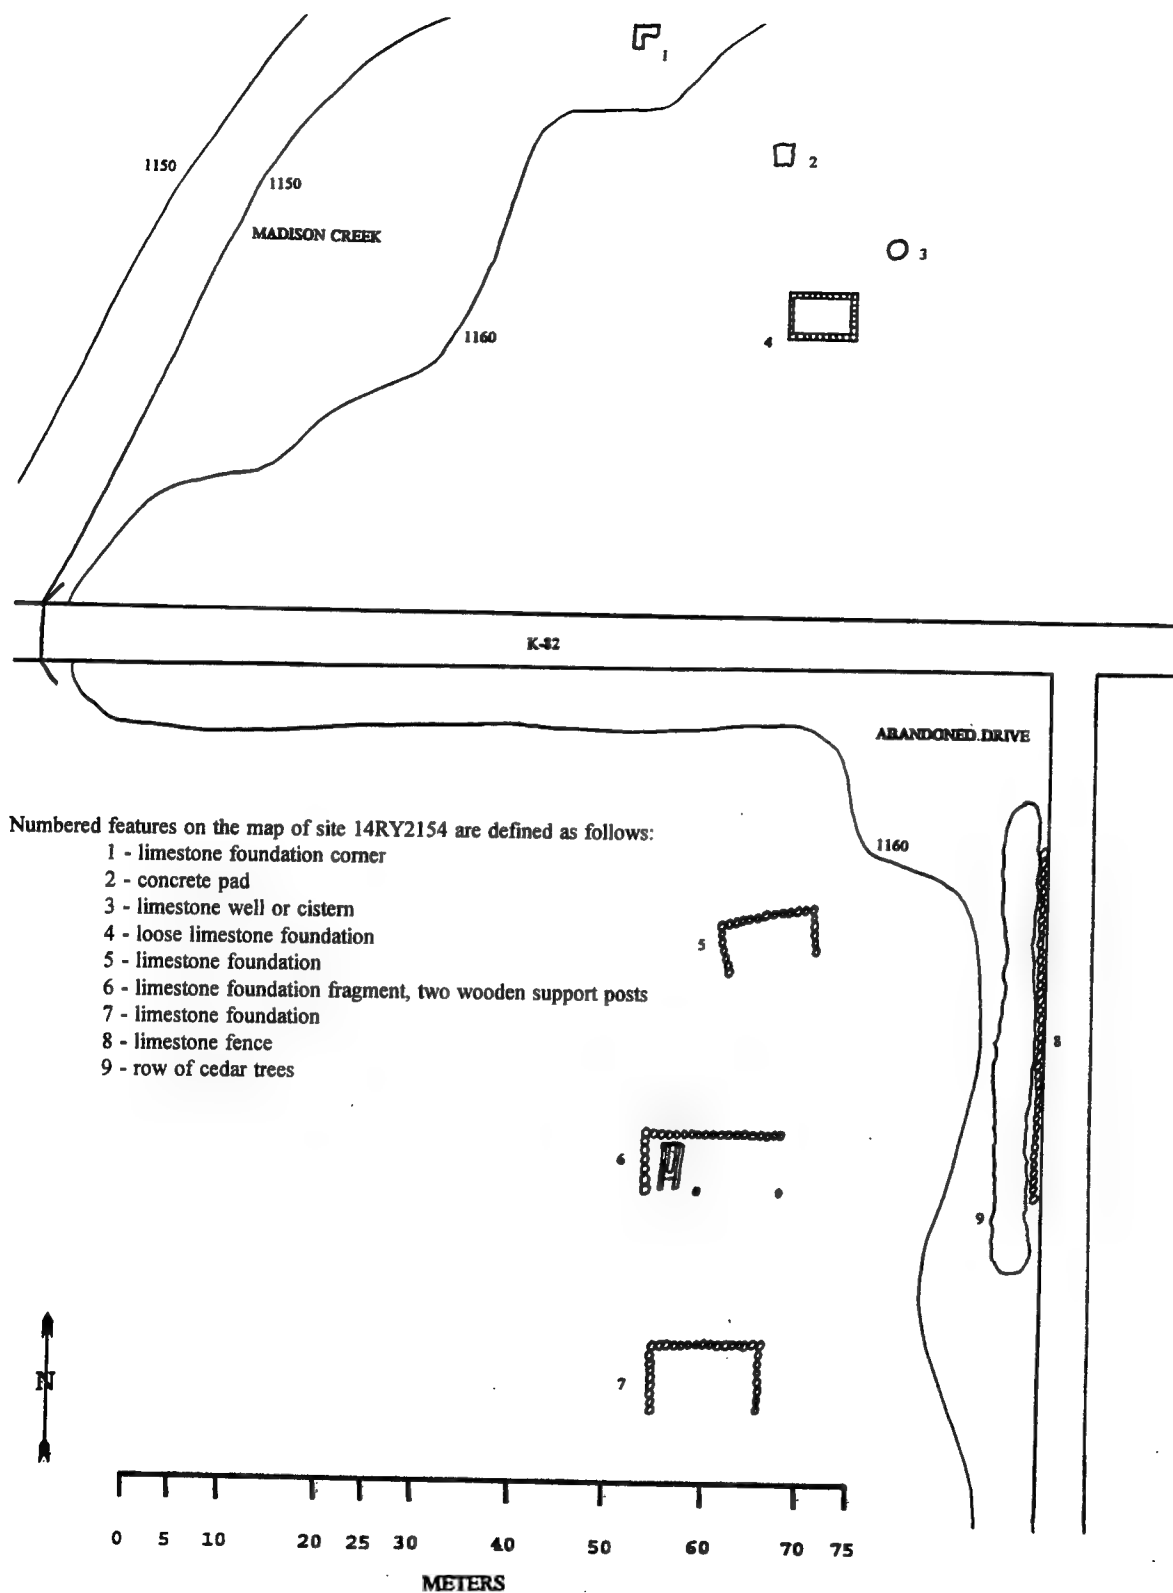 1
1150
2
1150
MADISON CREEK
3
1160
4
K-82
ABANDONED DRIVE
Numbered features on the map of site 14RY2154 are defined as follows:
1 - limestone foundation corner
2 - concrete pad
3 - limestone well or cistern
4 - loose limestone foundation
5 - limestone foundation
6 - limestone foundation fragment, two wooden support posts
7 - limestone foundation
8 - limestone fence
9 - row of cedar trees
1160
5
8
6
9
N
7
0 5 10 20 25 30 40 50 60 70 75
METERS